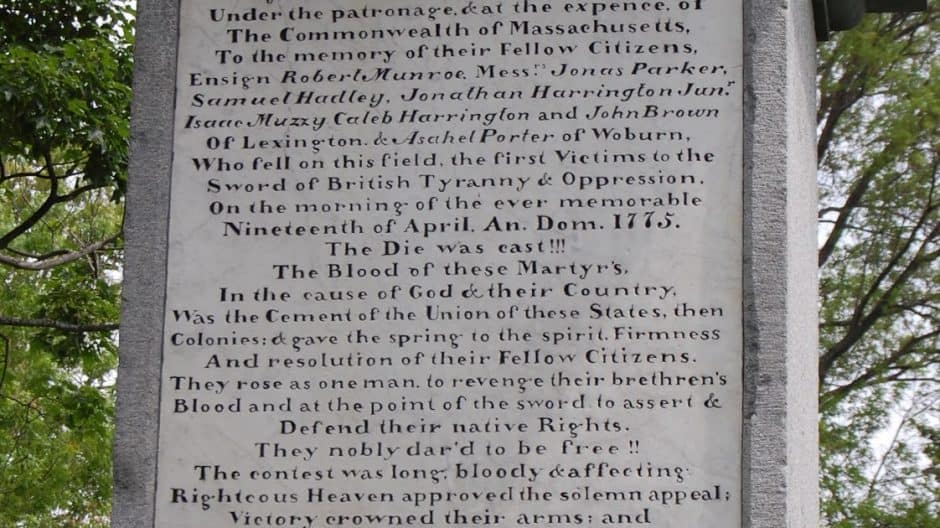 Under the patronage, & at the expence, of
The Commonwealth of Massachusetts,
To the memory of their Fellow Citizens,
Ensign Robert Munroe, Mess.rs Jonas Parker,
Samuel Hadley, Jonathan Harrington Jun.r
Isaac Muzzy Caleb Harrington and John Brown
Of Lexington, & Asahel Porter of Woburn,
Who fell on this field, the first Victims to the
Sword of British Tyranny & Oppression,
On the morning of the ever memorable
Nineteenth of April, An. Dom. 1775.
The Die was cast!!!
The Blood of these Martyr's,
In the cause of God & their Country,
Was the Cement of the Union of these States, then
Colonies; & gave the spring to the spirit, Firmness
And resolution of their Fellow Citizens.
They rose as one man, to revenge their brethren's
Blood and at the point of the sword, to assert &
Defend their native Rights.
They nobly dar'd to be free!!
The contest was long, bloody & affecting;
Righteous Heaven approved the solemn appeal;
Victory crowned their arms; and